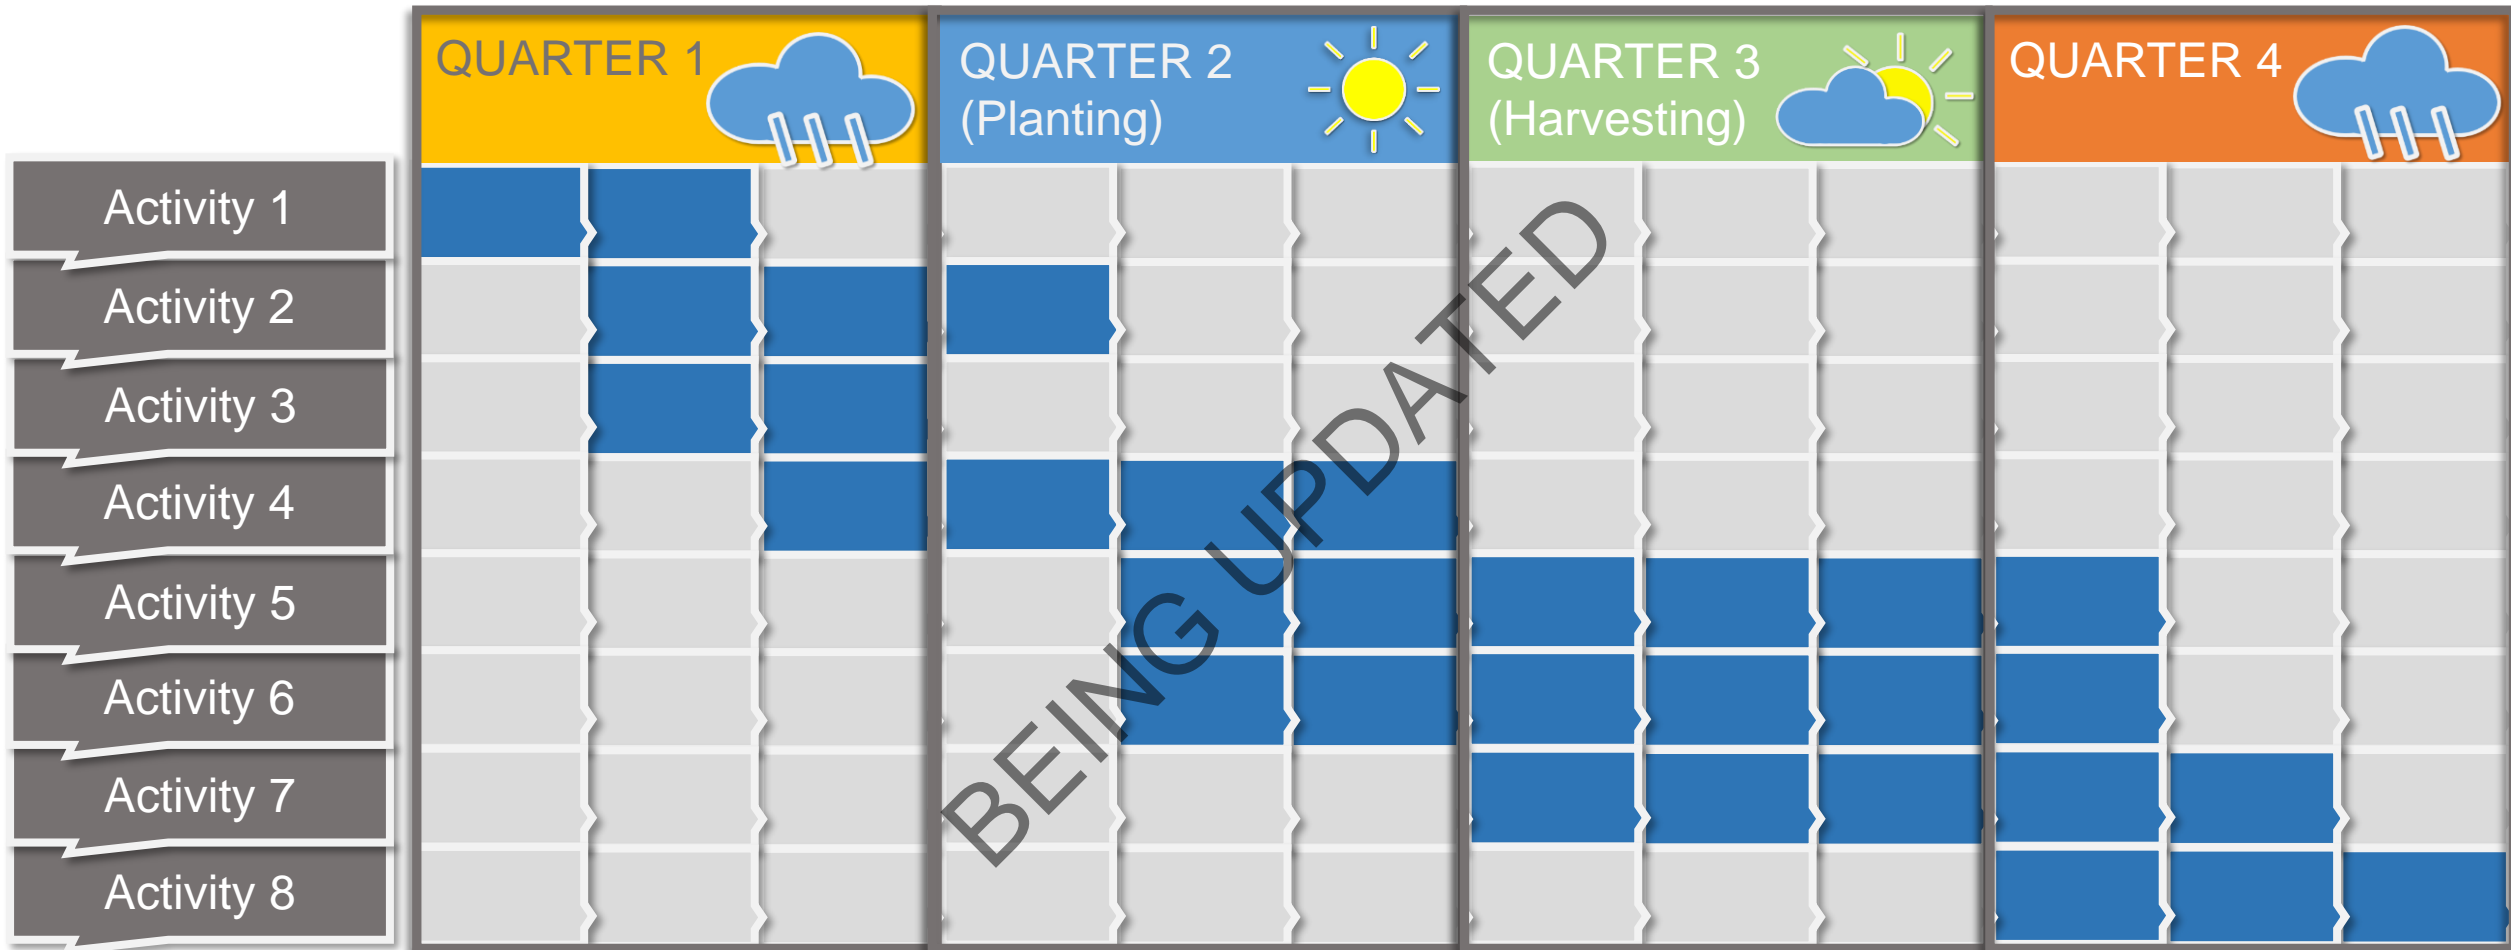 QUARTER 1
QUARTER 2
(Planting)
QUARTER 3
(Harvesting)
QUARTER 4
Activity 1
Activity 2
Activity 3
Activity 4
Activity 5
Activity 6
Activity 7
Activity 8
BEING UPDATED